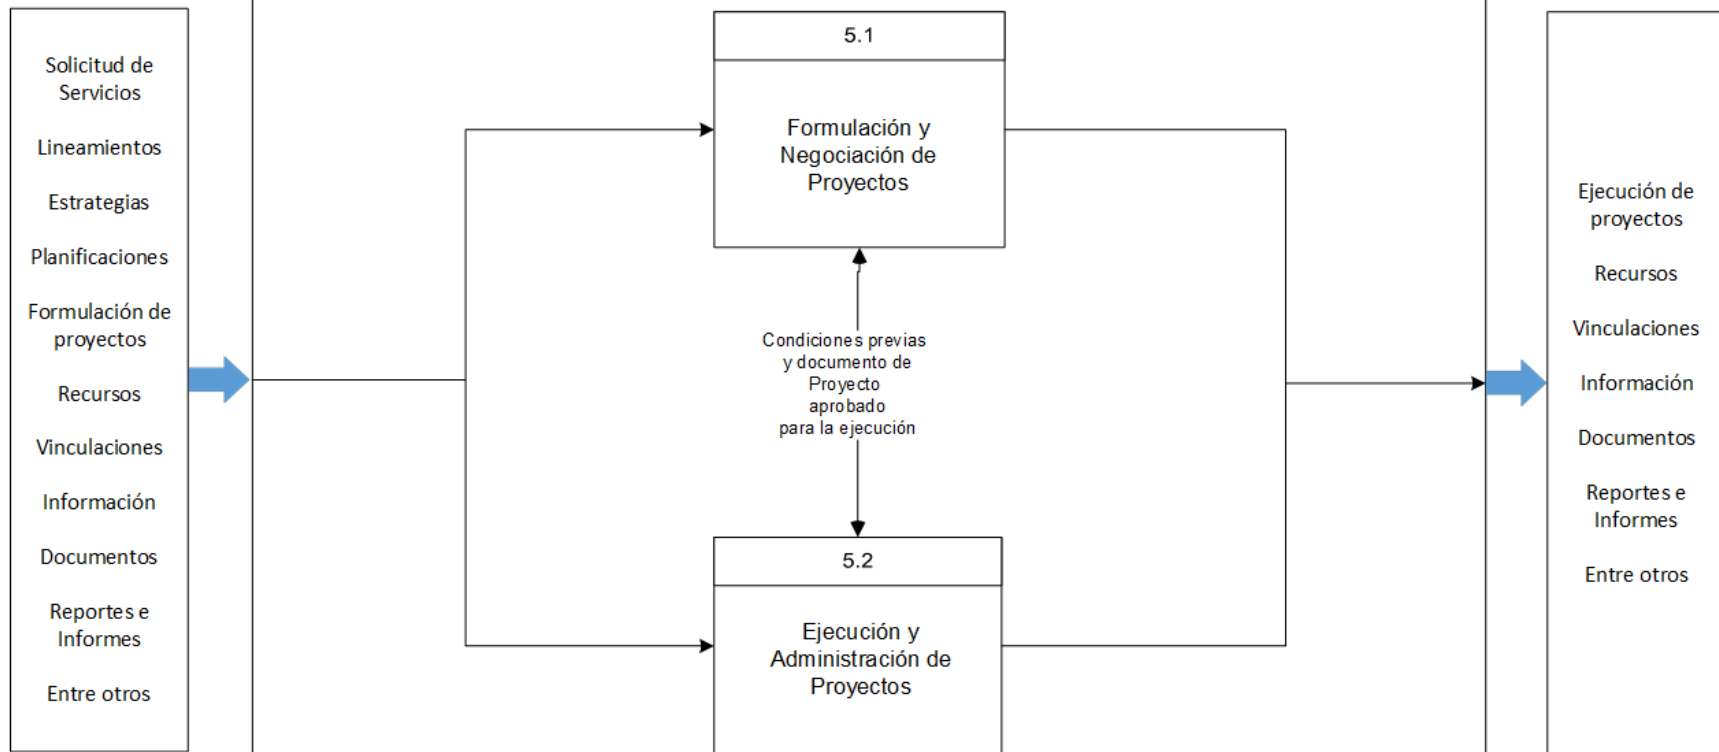 Solicitud de
Servicios
Lineamientos
Estrategias
Planificaciones
Formulación de
proyectos
Recursos
Vinculaciones
Información
Documentos
Reportes e
Informes
Entre otros
5.1
Formulación y
Negociación de
Proyectos
Condiciones previas
y documento de
Proyecto
aprobado
para la ejecución
5.2
Ejecución y
Administración de
Proyectos
Ejecución de
proyectos
Recursos
Vinculaciones
Información
Documentos
Reportes e
Informes
Entre otros